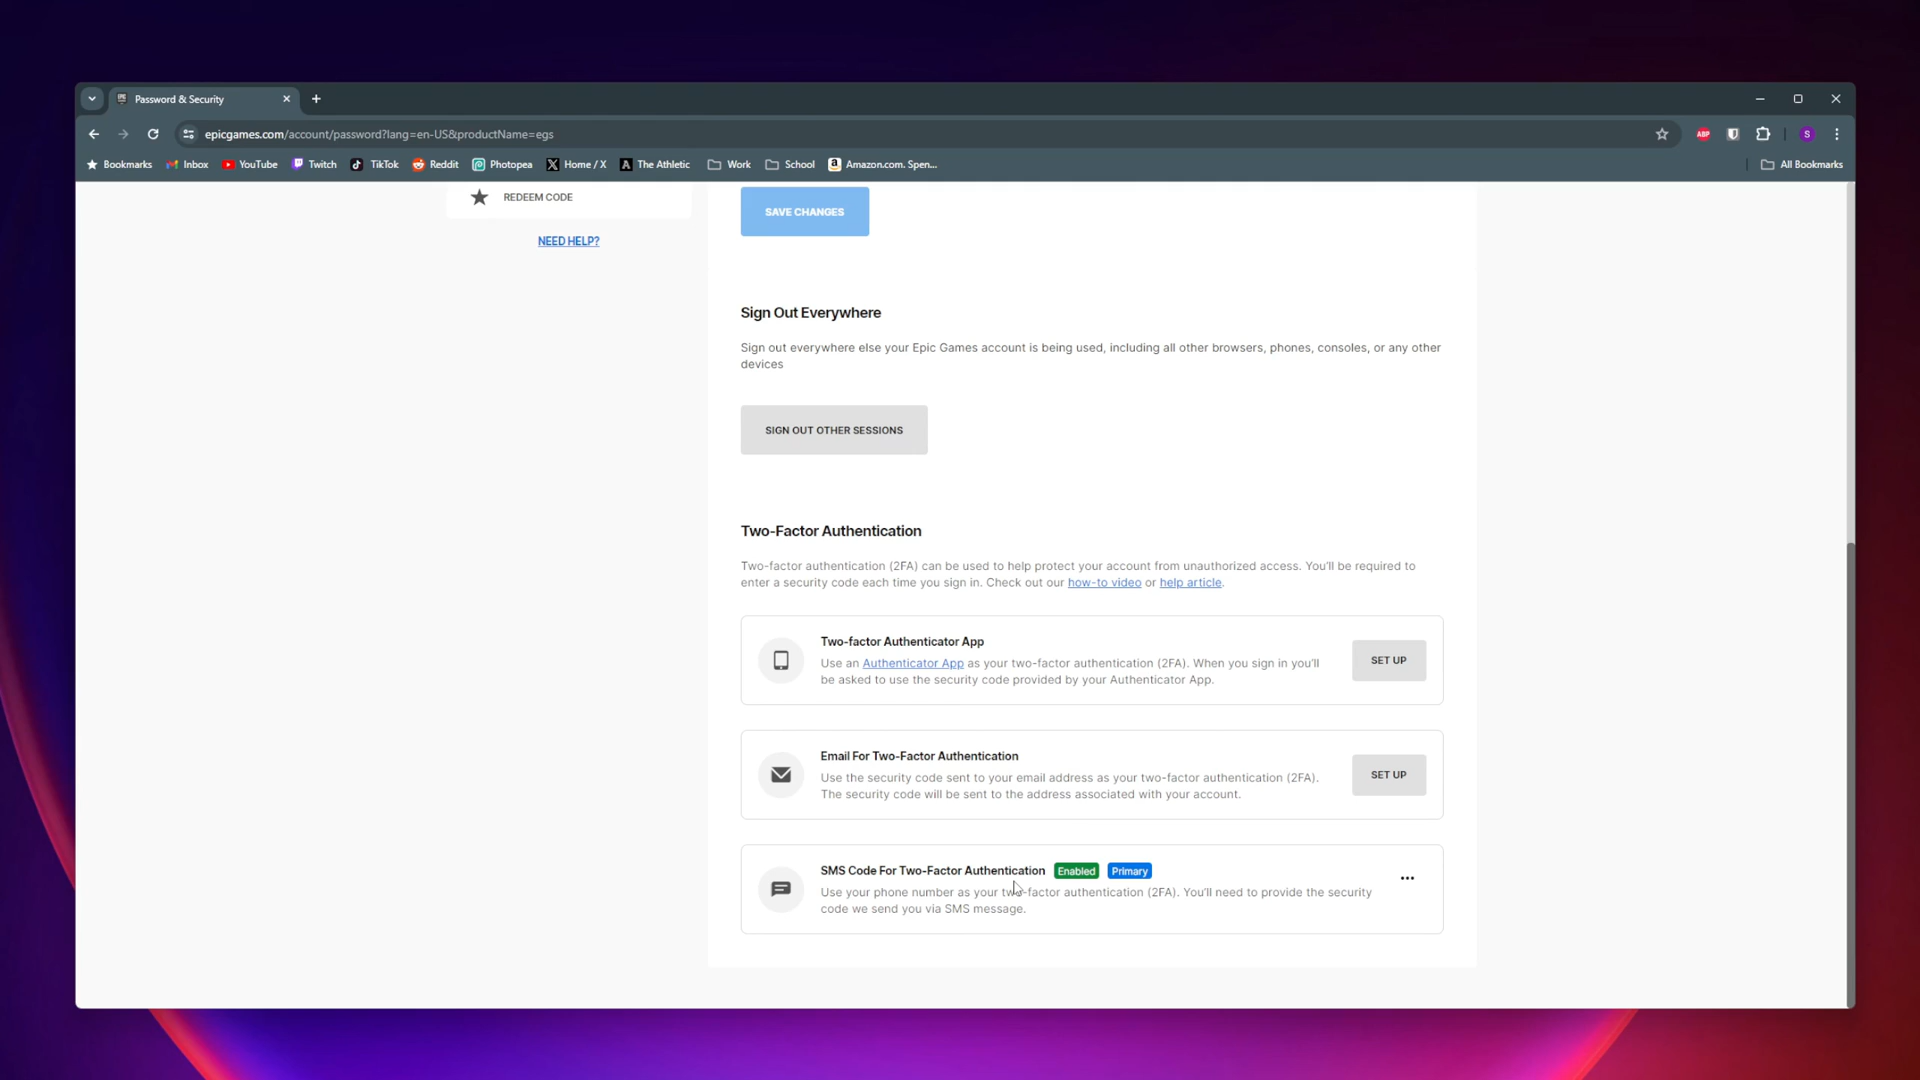 Password & Security
epicgames.com/account/password?lang=en-US&productName=egs
ABP
S
Bookmarks
Inbox
YouTube
Twitch
TikTok
Reddit
Photopea
Home / X
The Athletic
Work
School
Amazon.com. Spen...
All Bookmarks
REDEEM CODE
NEED HELP?
SAVE CHANGES
Sign Out Everywhere
Sign out everywhere else your Epic Games account is being used, including all other browsers, phones, consoles, or any other
devices
SIGN OUT OTHER SESSIONS
Two-Factor Authentication
Two-factor authentication (2FA) can be used to help protect your account from unauthorized access. You'll be required to
enter a security code each time you sign in. Check out our how-to video or help article.
Two-factor Authenticator App
Use an Authenticator App as your two-factor authentication (2FA). When you sign in you'll
be asked to use the security code provided by your Authenticator App.
SET UP
Email For Two-Factor Authentication
Use the security code sent to your email address as your two-factor authentication (2FA).
The security code will be sent to the address associated with your account.
SET UP
SMS Code For Two-Factor Authentication Enabled Primary
Use your phone number as your two-factor authentication (2FA). You'll need to provide the security
code we send you via SMS message.